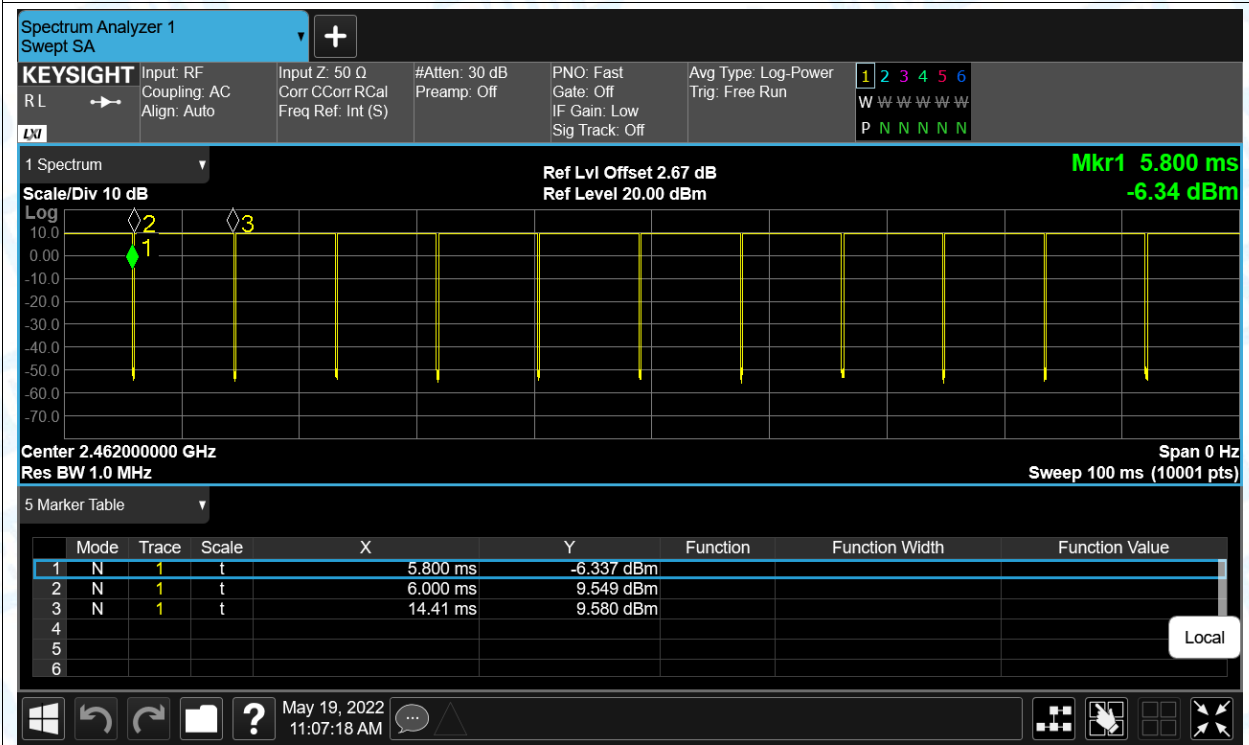 Spectrum Analyzer 1
Swept SA
+
KEYSIGHT Input: RF Input Z: 50 Ω #Atten: 30 dB PNO: Fast Avg Type: Log-Power 1 2 3 4 5 6
RL Coupling: AC Corr CCorr RCal Preamp: Off Gate: Off Trig: Free Run W W W W W W
Align: Auto Freq Ref: Int (S) IF Gain: Low P N N N N N
LXI Sig Track: Off
1 Spectrum Ref Lvl Offset 2.67 dB Mkr1 5.800 ms
Scale/Div 10 dB Ref Level 20.00 dBm -6.34 dBm
Log
2 3
10.0
1
0.00
-10.0
-20.0
-30.0
-40.0
-50.0
-60.0
-70.0
Center 2.462000000 GHz Span 0 Hz
Res BW 1.0 MHz Sweep 100 ms (10001 pts)
5 Marker Table
Mode Trace Scale X Y Function Function Width Function Value
1 N 1 t 5.800 ms -6.337 dBm
2 N 1 t 6.000 ms 9.549 dBm
3 N 1 t 14.41 ms 9.580 dBm
4
5
6
Local
? May 19, 2022
11:07:18 AM